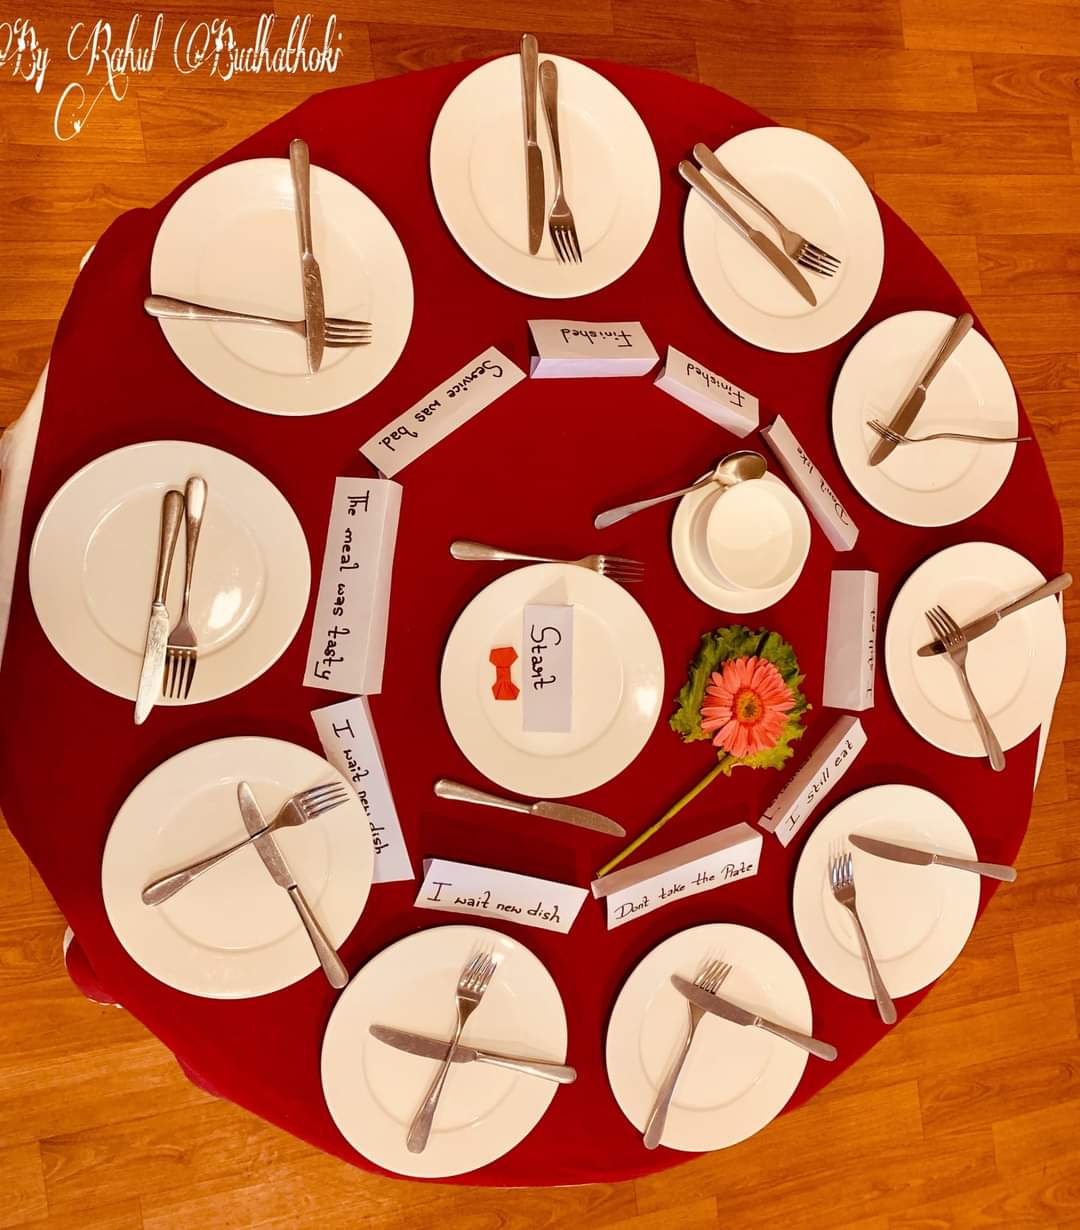 By Rahul Budhathoki
Finished
Finished
Service was bad.
Don't like
The meal was tasty
I still eat
Start
I wait new dish
I still eat
I wait new dish
Dont take the Plate